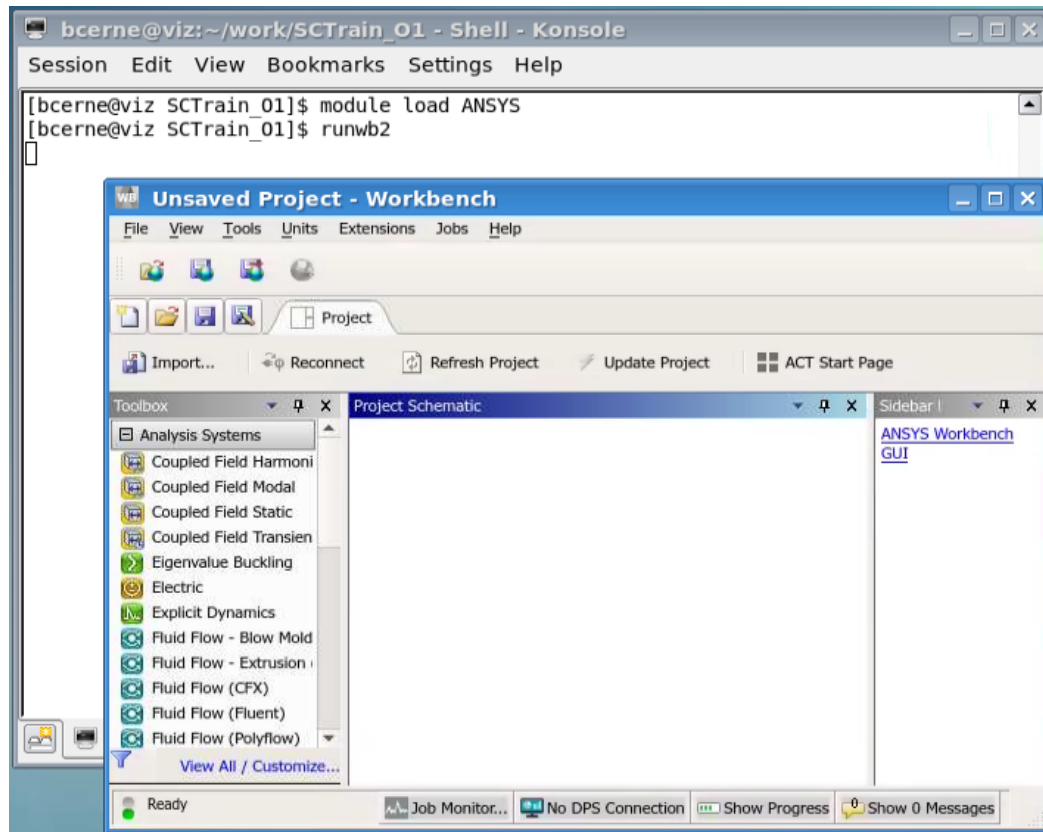 bcerne@viz:~/work/SCTrain_01 - Shell - Konsole
Session Edit View Bookmarks Settings Help
[bcerne@viz SCTrain_01]$ module load ANSYS
[bcerne@viz SCTrain_01]$ runwb2
WB Unsaved Project - Workbench
File View Tools Units Extensions Jobs Help
Project
Import... Reconnect Refresh Project Update Project ACT Start Page
Toolbox Project Schematic Sidebar
Analysis Systems
ANSYS Workbench
GUI
Coupled Field Harmoni
Coupled Field Modal
Coupled Field Static
Coupled Field Transien
Eigenvalue Buckling
Electric
Explicit Dynamics
Fluid Flow - Blow Mold
Fluid Flow - Extrusion
Fluid Flow (CFX)
Fluid Flow (Fluent)
Fluid Flow (Polyflow)
View All / Customize...
Ready Job Monitor... No DPS Connection Show Progress 0 Show 0 Messages